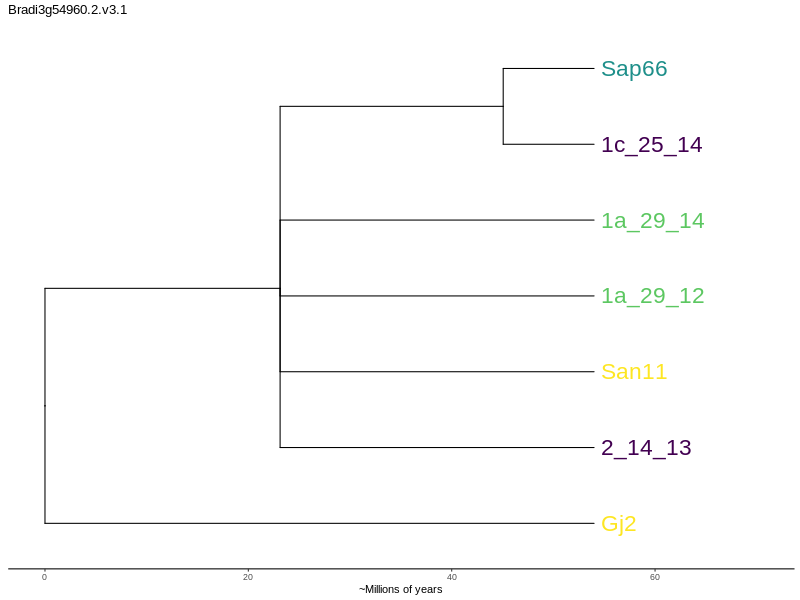 Bradi3g54960.2.v3.1
Sap66
1c_25_14
1a_29_14
1a_29_12
San11
2_14_13
Gj2
0 20 40 60
~Millions of years